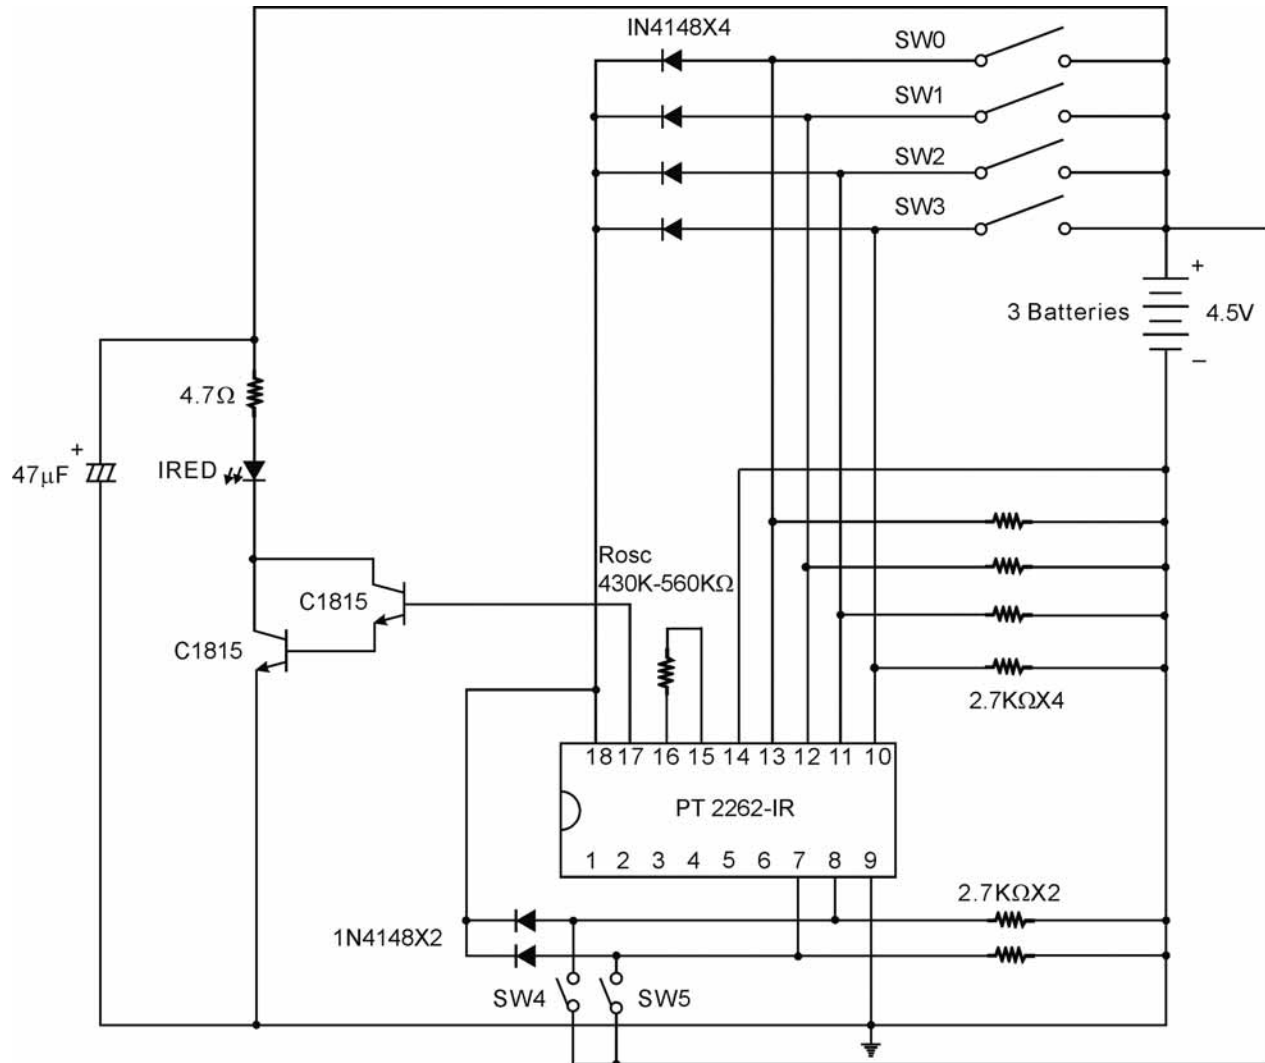 IN4148X4
SW0
SW1
SW2
SW3
+
3 Batteries
4.5V
−
4.7Ω
+
47μF
IRED
Rosc
430K-560KΩ
C1815
C1815
2.7KΩX4
18 17 16 15 14 13 12 11 10
PT 2262-IR
1 2 3 4 5 6 7 8 9
2.7KΩX2
1N4148X2
SW4
SW5